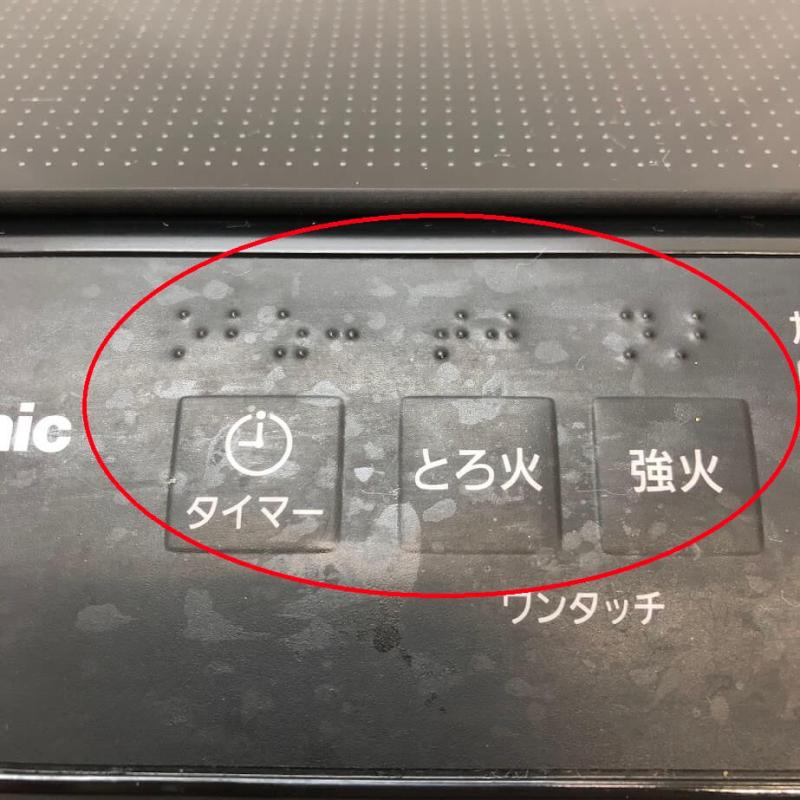 nic
タイマー
とろ火
強火
ワンタッチ